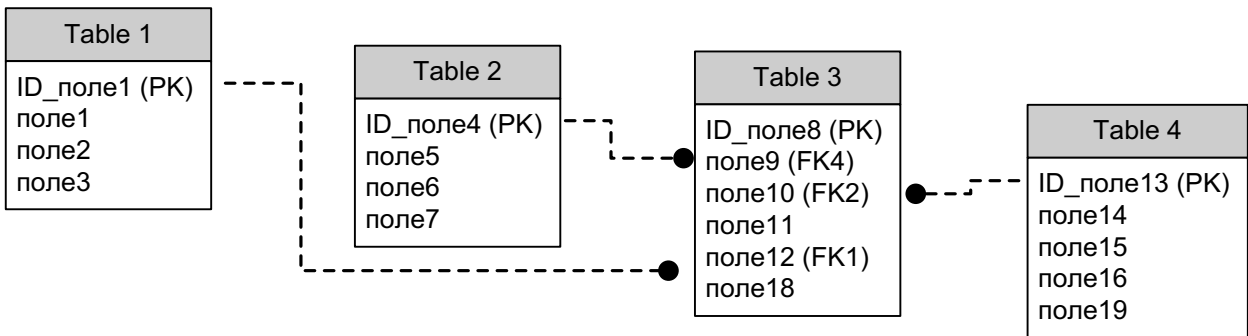 Table 1
ID_поле1 (PK)
поле1
поле2
поле3
Table 2
ID_поле4 (PK)
поле5
поле6
поле7
Table 3
ID_поле8 (PK)
поле9 (FK4)
поле10 (FK2)
поле11
поле12 (FK1)
поле18
Table 4
ID_поле13 (PK)
поле14
поле15
поле16
поле19